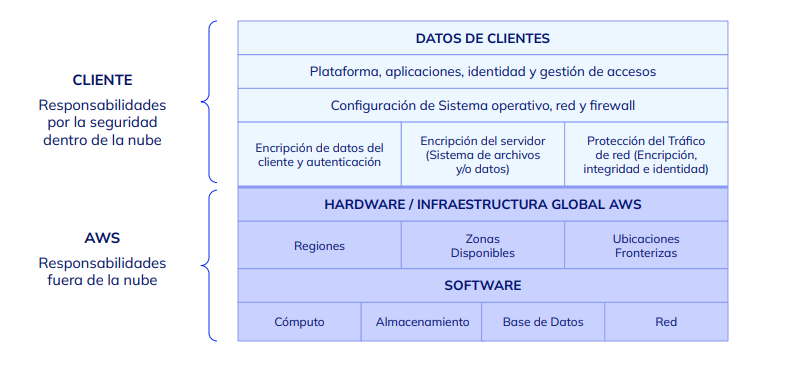 CLIENTE
Responsabilidades
por la seguridad
dentro de la nube
DATOS DE CLIENTES
Plataforma, aplicaciones, identidad y gestión de accesos
Configuración de Sistema operativo, red y firewall
Encripción de datos del
cliente y autenticación
Encripción del servidor
(Sistema de archivos
y/o datos)
Protección del Tráfico
de red (Encripción,
integridad e identidad)
AWS
Responsabilidades
fuera de la nube
HARDWARE / INFRAESTRUCTURA GLOBAL AWS
Regiones
Zonas
Disponibles
Ubicaciones
Fronterizas
SOFTWARE
Cómputo
Almacenamiento
Base de Datos
Red